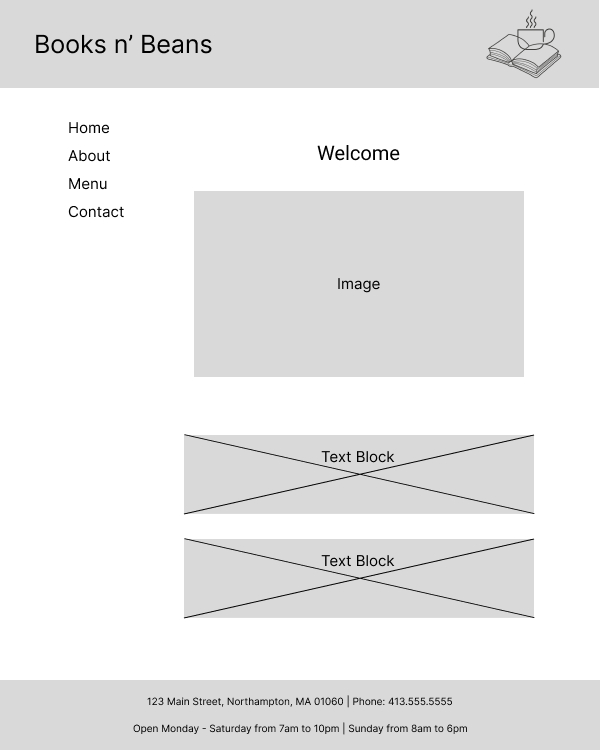 Books n’ Beans
Home
About
Menu
Contact
Welcome
Image
Text Block
Text Block
123 Main Street, Northampton, MA 01060 | Phone: 413.555.5555
Open Monday - Saturday from 7am to 10pm | Sunday from 8am to 6pm